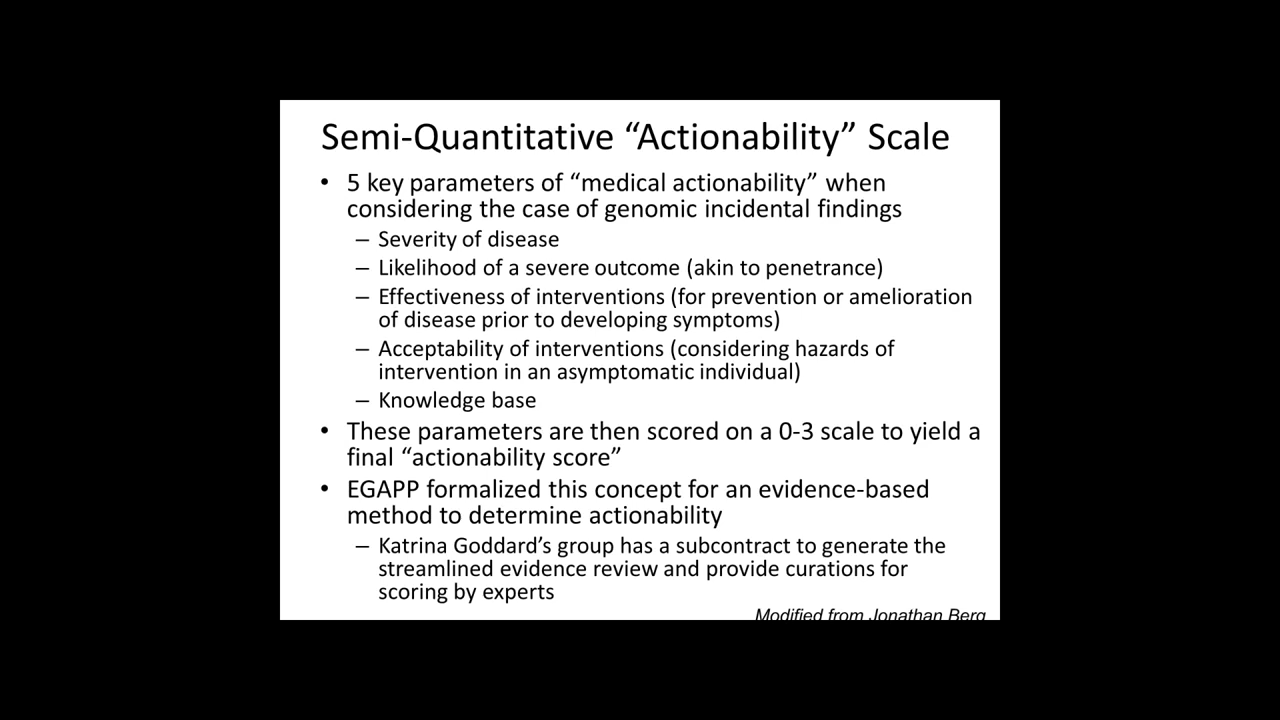 Semi-Quantitative “Actionability” Scale
• 5 key parameters of “medical actionability” when
considering the case of genomic incidental findings
– Severity of disease
– Likelihood of a severe outcome (akin to penetrance)
– Effectiveness of interventions (for prevention or amelioration
of disease prior to developing symptoms)
– Acceptability of interventions (considering hazards of
intervention in an asymptomatic individual)
– Knowledge base
• These parameters are then scored on a 0-3 scale to yield a
final “actionability score”
• EGAPP formalized this concept for an evidence-based
method to determine actionability
– Katrina Goddard’s group has a subcontract to generate the
streamlined evidence review and provide curations for
scoring by experts
Modified from Jonathan Berg